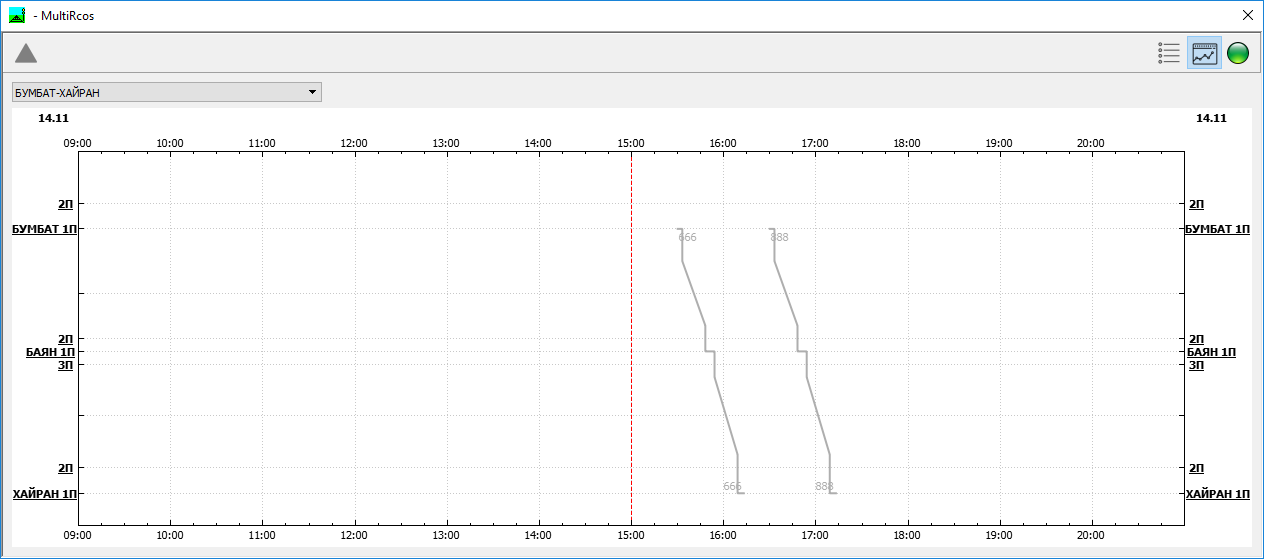 - MultiRcos
БУМБАТ-ХАЙРАН
14.11 14.11
09:00 10:00 11:00 12:00 13:00 14:00 15:00 16:00 17:00 18:00 19:00 20:00
2П 2П
БУМБАТ 1П 666 888 БУМБАТ 1П
2П 2П
БАЯН 1П БАЯН 1П
3П 3П
2П 2П
666 888
ХАЙРАН 1П ХАЙРАН 1П
09:00 10:00 11:00 12:00 13:00 14:00 15:00 16:00 17:00 18:00 19:00 20:00